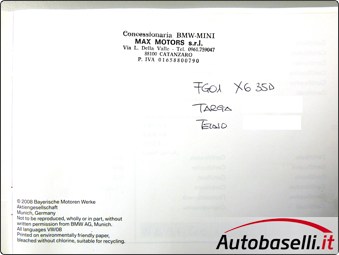 Concessionaria BMW-MINI
MAX MOTORS s.r.l.
Via L. Della Valle - Tel. 0961.759047
88100 CATANZARO
P. IVA 01658800790
FG01 X6 35D
TARGA
TELAIO
© 2008 Bayerische Motoren Werke
Aktiengesellschaft
Munich, Germany
Not to be reproduced, wholly or in part, without
written permission from BMW AG, Munich.
All languages VIII/08
Printed on environmentally friendly paper,
bleached without chlorine, suitable for recycling.
Autobaselli.it